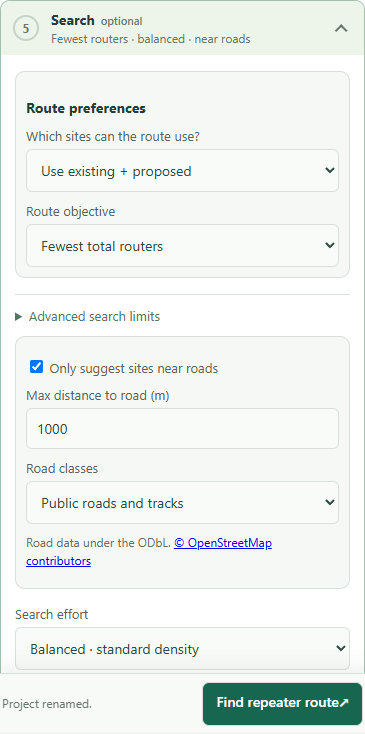 5 Search optional
Fewest routers · balanced · near roads
Route preferences
Which sites can the route use?
Use existing + proposed
Route objective
Fewest total routers
▶ Advanced search limits
Only suggest sites near roads
Max distance to road (m)
1000
Road classes
Public roads and tracks
Road data under the ODbL. © OpenStreetMap
contributors
Search effort
Balanced · standard density
Project renamed.
Find repeater route↗